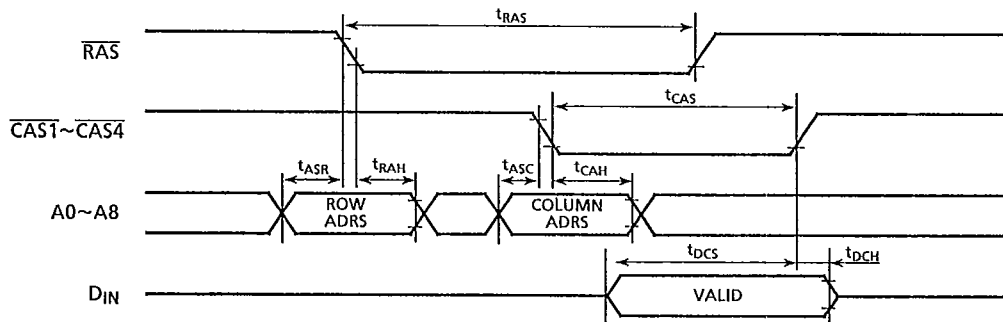 tRAS
RAS
tCAS
CAS1~CAS4
tASR
tRAH
tASC
tCAH
A0~A8
ROW
ADRS
COLUMN
ADRS
tDCS
tDCH
DIN
VALID